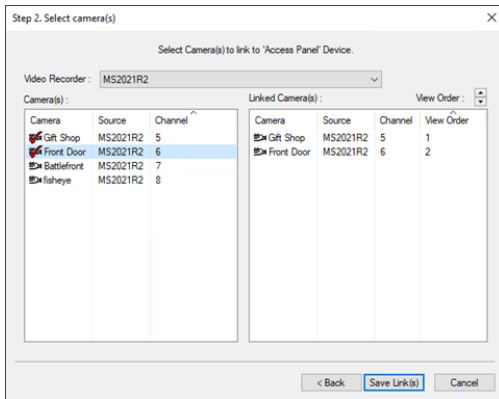 Step 2. Select camera(s)
Select Camera(s) to link to 'Access Panel' Device.
Video Recorder : MS2021R2
Camera(s) : Linked Camera(s) : View Order :
Camera Source Channel Camera Source Channel View Order
Gift Shop MS2021R2 5 Gift Shop MS2021R2 5 1
Front Door MS2021R2 6 Front Door MS2021R2 6 2
Battlefront MS2021R2 7
fisheye MS2021R2 8
< Back Save Link(s) Cancel